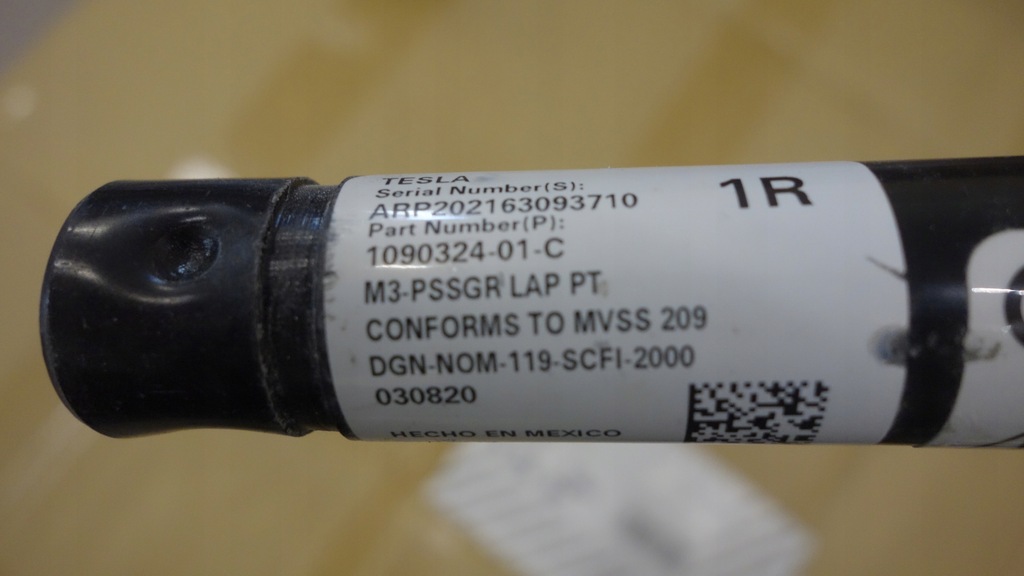 TESLA
Serial Number(S):
ARP202163093710
Part Number(P):
1090324-01-C
M3-PSSGR LAP PT
CONFORMS TO MVSS 209
DGN-NOM-119-SCFI-2000
030820
HECHO EN MEXICO
1R